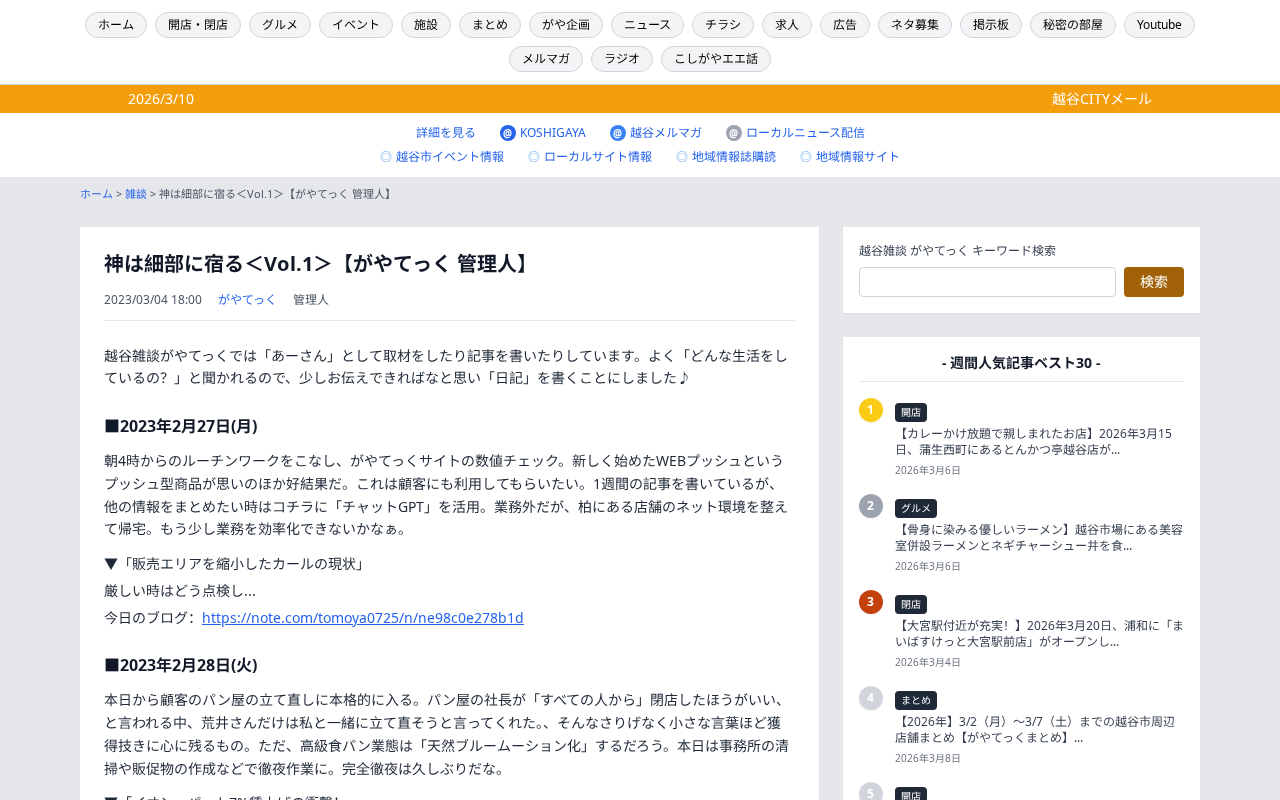 ホーム 開店・閉店 グルメ イベント 施設 まとめ がや企画 ニュース チラシ 求人 広告 ネタ募集 掲示板 秘密の部屋 Youtube
メルマガ ラジオ こしがやエエ話
2026/3/10 越谷CITYメール
詳細を見る @ KOSHIGAYA @ 越谷メルマガ @ ローカルニュース配信
◎ 越谷市イベント情報 ◎ ローカルサイト情報 ◎ 地域情報誌購読 ◎ 地域情報サイト
ホーム > 雑談 > 神は細部に宿る＜Vol.1＞【がやてっく 管理人】
神は細部に宿る＜Vol.1＞【がやてっく 管理人】
2023/03/04 18:00 がやてっく 管理人
越谷雑談がやてっくでは「あーさん」として取材をしたり記事を書いたりしています。よく「どんな生活をし
ているの？」と聞かれるので、少しお伝えできればなと思い「日記」を書くことにしました♪
■2023年2月27日(月)
朝4時からのルーチンワークをこなし、がやてっくサイトの数値チェック。新しく始めたWEBプッシュという
プッシュ型商品が思いのほか好結果だ。これは顧客にも利用してもらいたい。1週間の記事を書いているが、
他の情報をまとめたい時はコチラに「チャットGPT」を活用。業務外だが、柏にある店舗のネット環境を整え
て帰宅。もう少し業務を効率化できないかなぁ。
▼「販売エリアを縮小したカールの現状」
厳しい時はどう点検し...
今日のブログ：https://note.com/tomoya0725/n/ne98c0e278b1d
■2023年2月28日(火)
本日から顧客のパン屋の立て直しに本格的に入る。パン屋の社長が「すべての人から」閉店したほうがいい、
と言われる中、荒井さんだけは私と一緒に立て直そうと言ってくれた。、そんなさりげなく小さな言葉ほど獲
得技きに心に残るもの。ただ、高級食パン業態は「天然ブルームーション化」するだろう。本日は事務所の清
掃や販促物の作成などで徹夜作業に。完全徹夜は久しぶりだな。
越谷雑談 がやてっく キーワード検索
検索
- 週間人気記事ベスト30 -
1 開店
【カレーかけ放題で親しまれたお店】2026年3月15
日、蒲生西町にあるとんかつ亭越谷店が...
2026年3月6日
2 グルメ
【骨身に染みる優しいラーメン】越谷市場にある美容
室併設ラーメンとネギチャーシュー丼を食...
2026年3月6日
3 閉店
【大宮駅付近が充実！】2026年3月20日、浦和に「ま
いばすけっと大宮駅前店」がオープンし...
2026年3月4日
4 まとめ
【2026年】3/2（月）〜3/7（土）までの越谷市周辺
店舗まとめ【がやてっくまとめ】...
2026年3月8日
5 開店